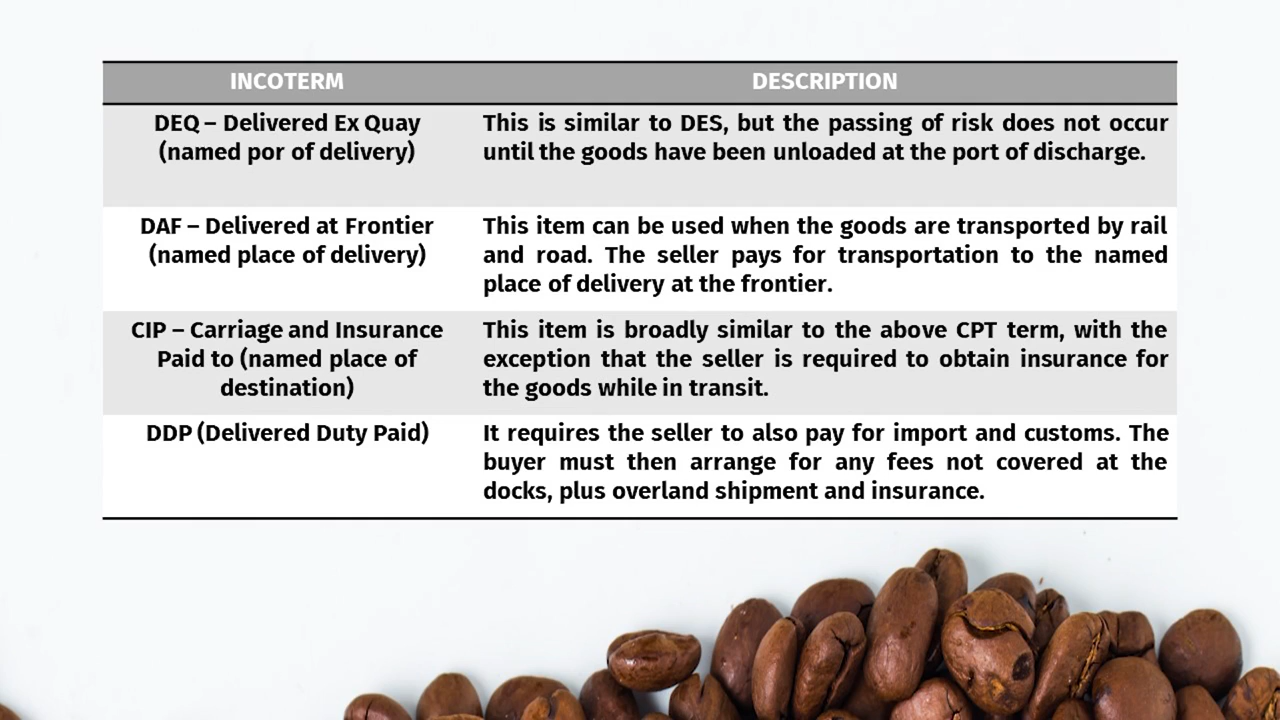 INCOTERM DESCRIPTION
DEQ – Delivered Ex Quay
(named por of delivery)
This is similar to DES, but the passing of risk does not occur
until the goods have been unloaded at the port of discharge.
DAF – Delivered at Frontier
(named place of delivery)
This item can be used when the goods are transported by rail
and road. The seller pays for transportation to the named
place of delivery at the frontier.
CIP – Carriage and Insurance
Paid to (named place of
destination)
This item is broadly similar to the above CPT term, with the
exception that the seller is required to obtain insurance for
the goods while in transit.
DDP (Delivered Duty Paid)
It requires the seller to also pay for import and customs. The
buyer must then arrange for any fees not covered at the
docks, plus overland shipment and insurance.